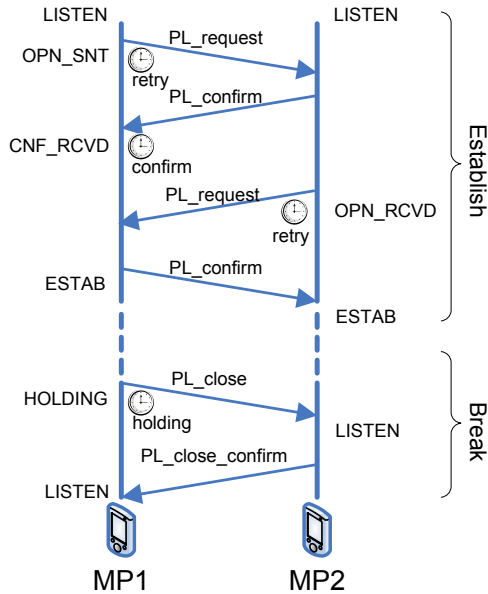 LISTEN
LISTEN
PL_request
OPN_SNT
retry
PL_confirm
CNF_RCVD
confirm
PL_request
OPN_RCVD
retry
PL_confirm
ESTAB
ESTAB
Establish
PL_close
HOLDING
holding
LISTEN
PL_close_confirm
LISTEN
Break
MP1
MP2